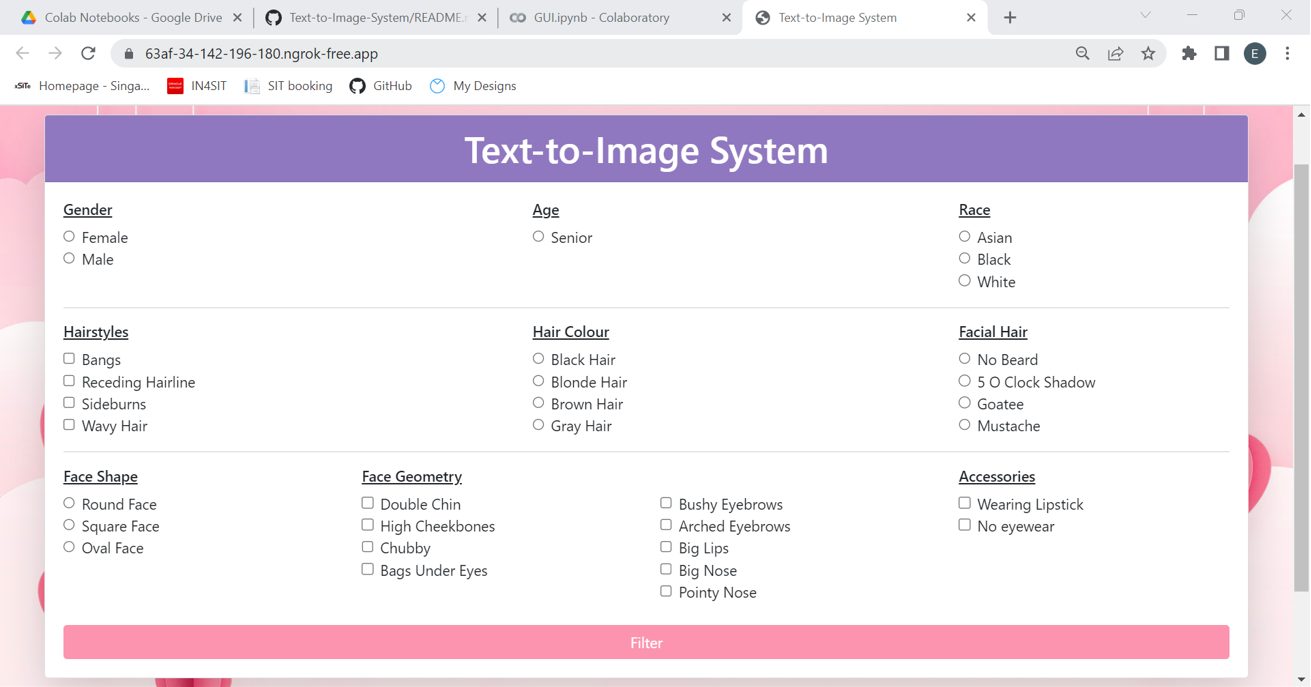 Colab Notebooks - Google Drive
Text-to-Image-System/README.
GUI.ipynb - Colaboratory
Text-to-Image System
63af-34-142-196-180.ngrok-free.app
E
xSiTe Homepage - Singa...
IN4SIT
SIT booking
GitHub
My Designs
Text-to-Image System
Gender
Female
Male
Age
Senior
Race
Asian
Black
White
Hairstyles
Bangs
Receding Hairline
Sideburns
Wavy Hair
Hair Colour
Black Hair
Blonde Hair
Brown Hair
Gray Hair
Facial Hair
No Beard
5 O Clock Shadow
Goatee
Mustache
Face Shape
Round Face
Square Face
Oval Face
Face Geometry
Double Chin
High Cheekbones
Chubby
Bags Under Eyes
Bushy Eyebrows
Arched Eyebrows
Big Lips
Big Nose
Pointy Nose
Accessories
Wearing Lipstick
No eyewear
Filter